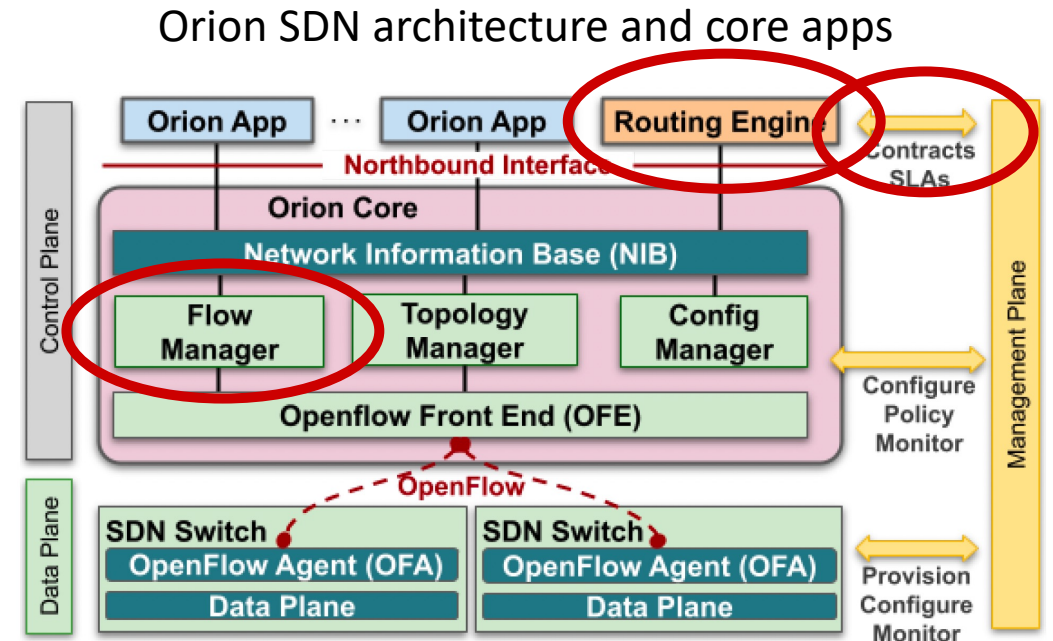 Orion SDN architecture and core apps
Orion App
...
Orion App
Routing Engine
Contracts
SLAs
Northbound Interface
Orion Core
Network Information Base (NIB)
Flow
Manager
Topology
Manager
Config
Manager
Openflow Front End (OFE)
Configure
Policy
Monitor
Control Plane
Management Plane
OpenFlow
SDN Switch
OpenFlow Agent (OFA)
Data Plane
SDN Switch
OpenFlow Agent (OFA)
Data Plane
Provision
Configure
Monitor
Data Plane